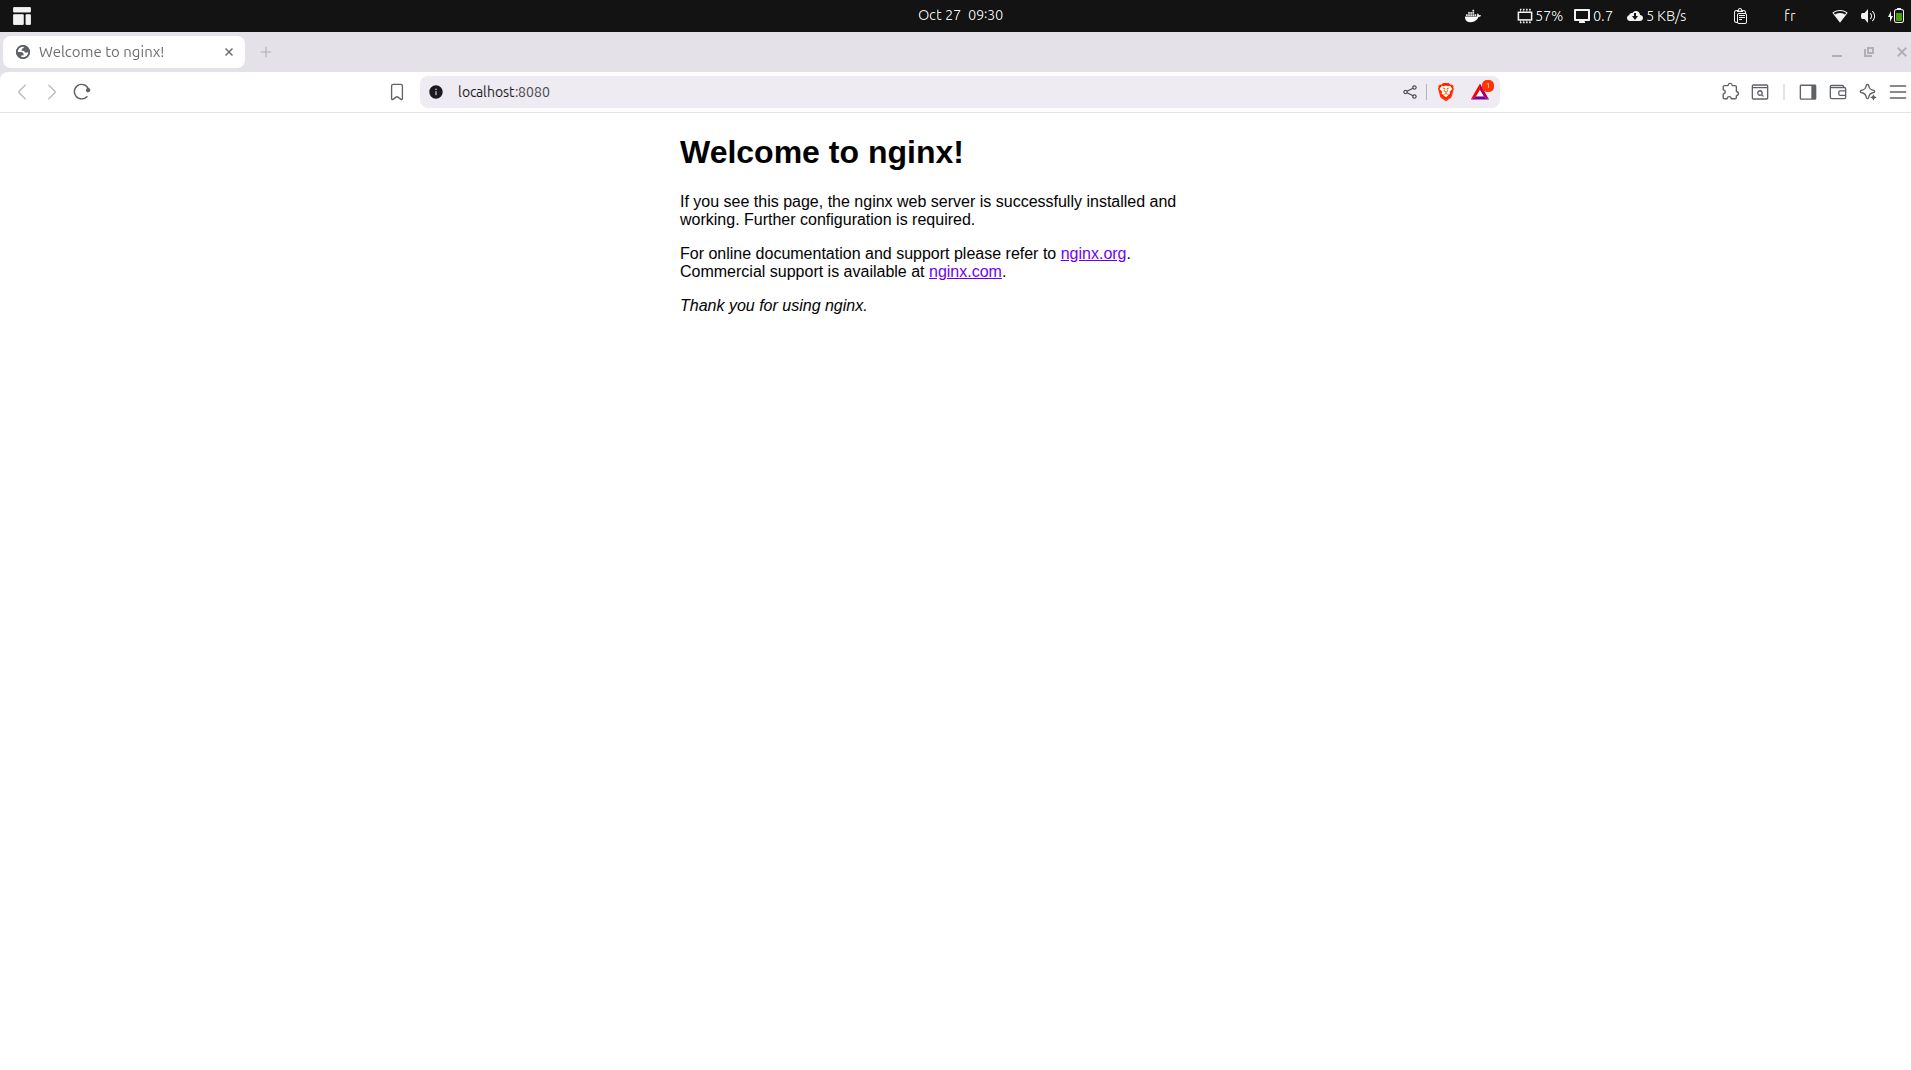 Oct 27 09:30
57%
0.7
5 KB/s
fr
Welcome to nginx!
localhost:8080
1
Welcome to nginx!
If you see this page, the nginx web server is successfully installed and
working. Further configuration is required.
For online documentation and support please refer to nginx.org.
Commercial support is available at nginx.com.
Thank you for using nginx.